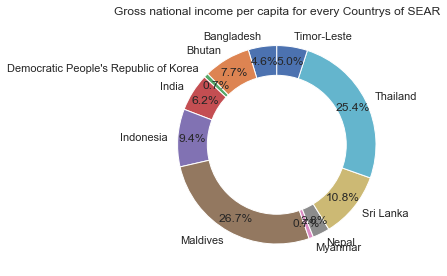 Gross national income per capita for every Countrys of SEAR
Bangladesh
Timor-Leste
Bhutan
4.6%
5.0%
Democratic People's Republic of Korea
7.7%
0.7%
India
6.2%
Thailand
25.4%
Indonesia
9.4%
10.8%
Sri Lanka
26.7%
Maldives
0.7%
Nepal
Myanmar